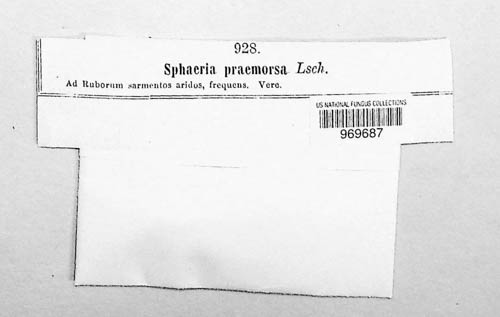 928.
Sphaeria praemorsa Lsch.
Ad Ruborum sarmentos aridos, frequens. Vere.
US NATIONAL FUNGUS COLLECTIONS
969687